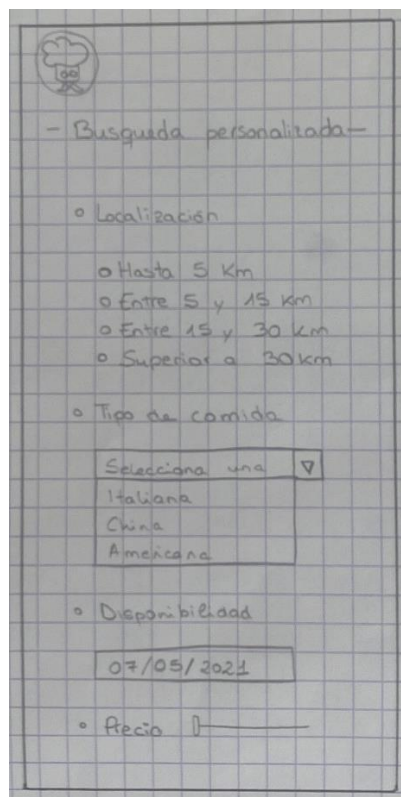 - Busqueda personalizada -
Localización
Hasta 5 Km
Entre 5 y 15 Km
Entre 15 y 30 Km
Superior a 30 km
Tipo de comida
Selecciona una
Italiana
China
Americana
Disponibilidad
07/05/2021
Precio